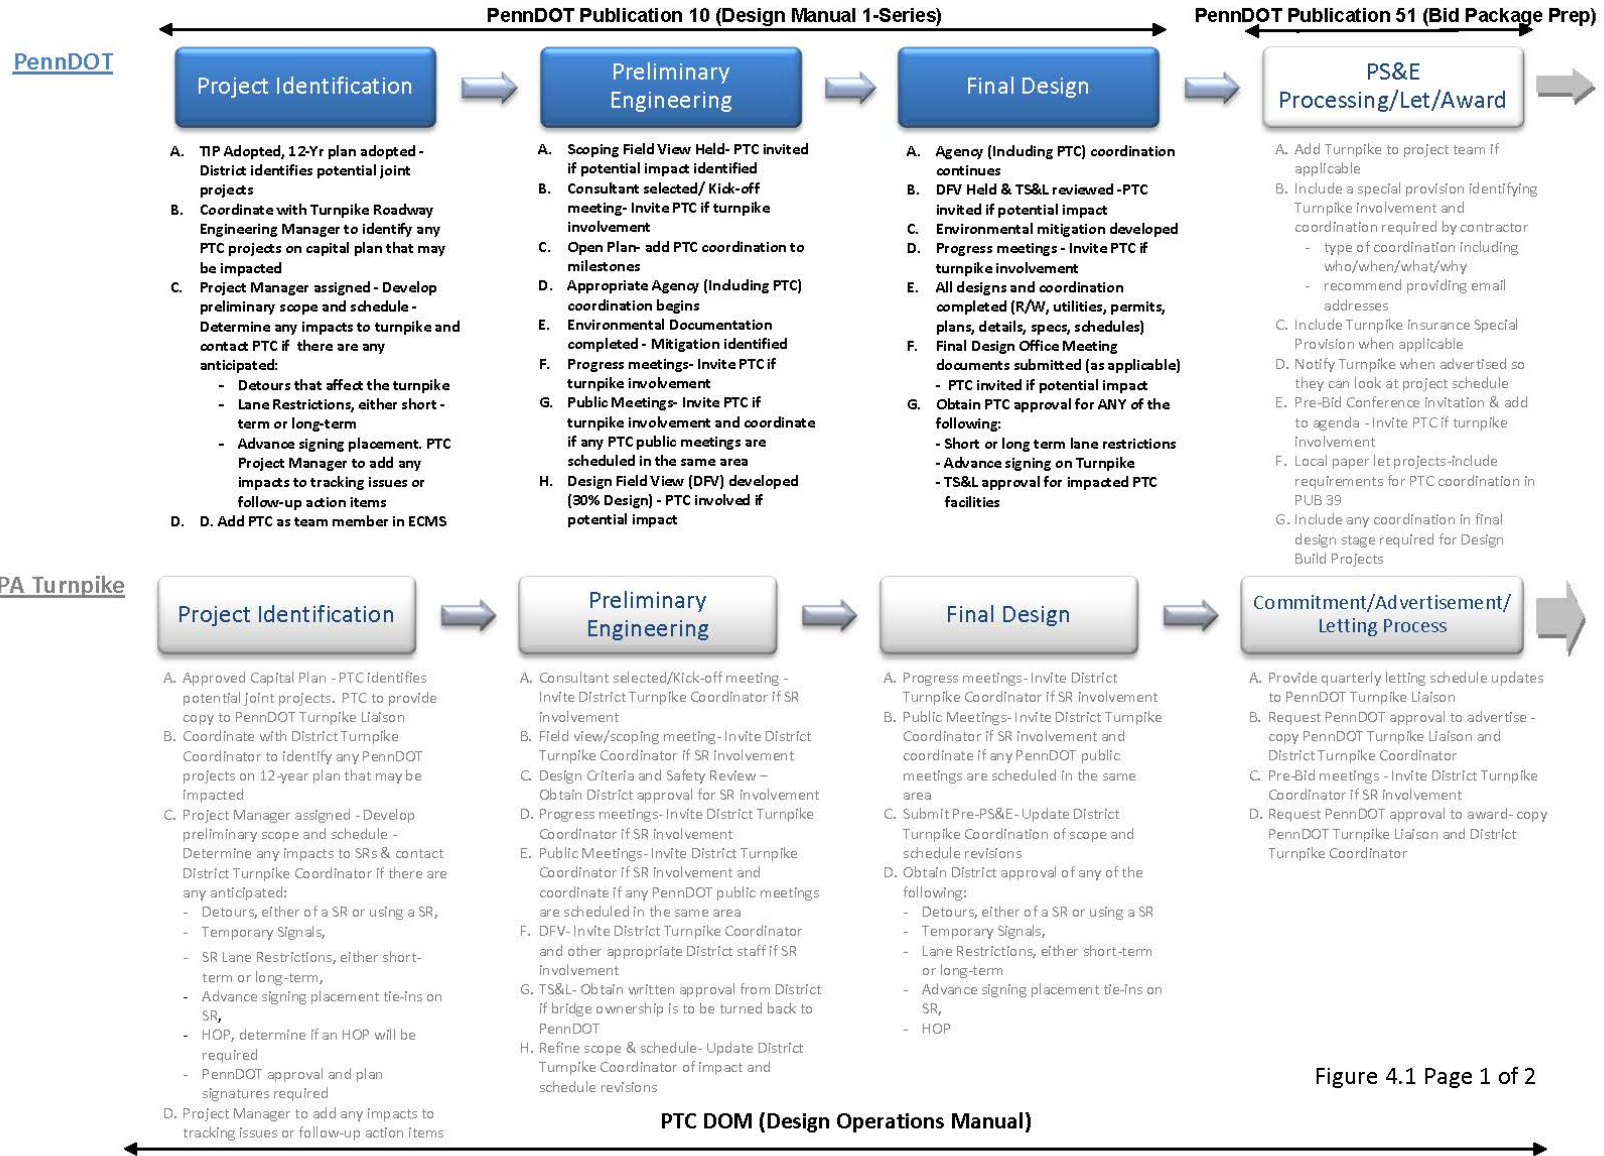 PennDOT Publication 10 (Design Manual 1-Series)
PennDOT Publication 51 (Bid Package Prep)
PennDOT
Project Identification
A. TIP Adopted, 12-Yr plan adopted -
District identifies potential joint
projects
B. Coordinate with Turnpike Roadway
Engineering Manager to identify any
PTC projects on capital plan that may
be impacted
C. Project Manager assigned - Develop
preliminary scope and schedule -
Determine any impacts to turnpike and
contact PTC if there are any
anticipated:
- Detours that affect the turnpike
- Lane Restrictions, either short -
term or long-term
- Advance signing placement. PTC
Project Manager to add any
impacts to tracking issues or
follow-up action items
D. D. Add PTC as team member in ECMS
Preliminary
Engineering
A. Scoping Field View Held- PTC invited
if potential impact identified
B. Consultant selected/ Kick-off
meeting- Invite PTC if turnpike
involvement
C. Open Plan- add PTC coordination to
milestones
D. Appropriate Agency (Including PTC)
coordination begins
E. Environmental Documentation
completed - Mitigation identified
F. Progress meetings- Invite PTC if
turnpike involvement
G. Public Meetings- Invite PTC if
turnpike involvement and coordinate
if any PTC public meetings are
scheduled in the same area
H. Design Field View (DFV) developed
(30% Design) - PTC involved if
potential impact
Final Design
A. Agency (Including PTC) coordination
continues
B. DFV Held & TS&L reviewed -PTC
invited if potential impact
C. Environmental mitigation developed
D. Progress meetings - Invite PTC if
turnpike involvement
E. All designs and coordination
completed (R/W, utilities, permits,
plans, details, specs, schedules)
F. Final Design Office Meeting
documents submitted (as applicable)
- PTC invited if potential impact
G. Obtain PTC approval for ANY of the
following:
- Short or long term lane restrictions
- Advance signing on Turnpike
- TS&L approval for impacted PTC
facilities
PS&E
Processing/Let/Award
A. Add Turnpike to project team if
applicable
B. Include a special provision identifying
Turnpike involvement and
coordination required by contractor
- type of coordination including
who/when/what/why
- recommend providing email
addresses
C. Include Turnpike insurance Special
Provision when applicable
D. Notify Turnpike when advertised so
they can look at project schedule
E. Pre-Bid Conference invitation & add
to agenda - Invite PTC if turnpike
involvement
F. Local paper let projects-include
requirements for PTC coordination in
PUB 39
G. Include any coordination in final
design stage required for Design
Build Projects
PA Turnpike
Project Identification
A. Approved Capital Plan - PTC identifies
potential joint projects. PTC to provide
copy to PennDOT Turnpike Liaison
B. Coordinate with District Turnpike
Coordinator to identify any PennDOT
projects on 12-year plan that may be
impacted
C. Project Manager assigned - Develop
preliminary scope and schedule -
Determine any impacts to SRs & contact
District Turnpike Coordinator if there are
any anticipated:
- Detours, either of a SR or using a SR,
- Temporary Signals,
- SR Lane Restrictions, either short-
term or long-term,
- Advance signing placement tie-ins on
SR,
- HOP, determine if an HOP will be
required
- PennDOT approval and plan
signatures required
D. Project Manager to add any impacts to
tracking issues or follow-up action items
Preliminary
Engineering
A. Consultant selected/Kick-off meeting -
Invite District Turnpike Coordinator if SR
involvement
B. Field view/scoping meeting- Invite District
Turnpike Coordinator if SR involvement
C. Design Criteria and Safety Review –
Obtain District approval for SR involvement
D. Progress meetings- Invite District Turnpike
Coordinator if SR involvement
E. Public Meetings- Invite District Turnpike
Coordinator if SR involvement and
coordinate if any PennDOT public meetings
are scheduled in the same area
F. DFV- Invite District Turnpike Coordinator
and other appropriate District staff if SR
involvement
G. TS&L- Obtain written approval from District
if bridge ownership is to be turned back to
PennDOT
H. Refine scope & schedule- Update District
Turnpike Coordinator of impact and
schedule revisions
Final Design
A. Progress meetings- Invite District
Turnpike Coordinator if SR involvement
B. Public Meetings- Invite District Turnpike
Coordinator if SR involvement and
coordinate if any PennDOT public
meetings are scheduled in the same
area
C. Submit Pre-PS&E- Update District
Turnpike Coordination of scope and
schedule revisions
D. Obtain District approval of any of the
following:
- Detours, either of a SR or using a SR
- Temporary Signals,
- Lane Restrictions, either short-term
or long-term
- Advance signing placement tie-ins on
SR,
- HOP
Commitment/Advertisement/
Letting Process
A. Provide quarterly letting schedule updates
to PennDOT Turnpike Liaison
B. Request PennDOT approval to advertise -
copy PennDOT Turnpike Liaison and
District Turnpike Coordinator
C. Pre-Bid meetings - Invite District Turnpike
Coordinator if SR involvement
D. Request PennDOT approval to award- copy
PennDOT Turnpike Liaison and District
Turnpike Coordinator
Figure 4.1 Page 1 of 2
PTC DOM (Design Operations Manual)